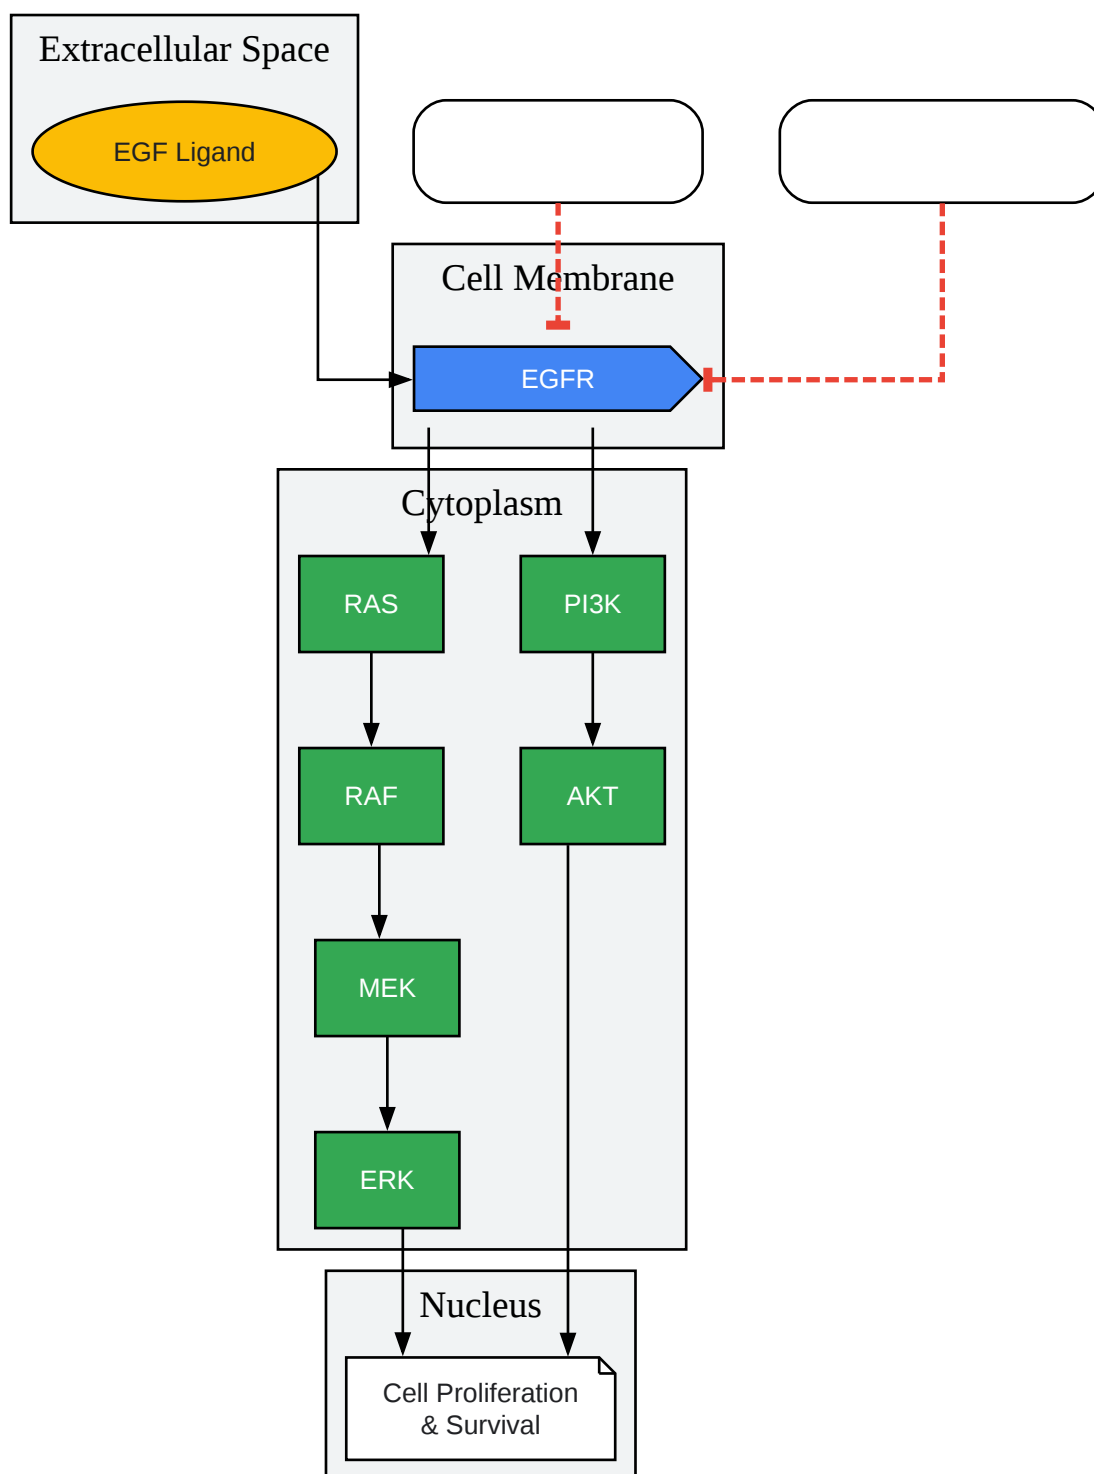 Extracellular Space
EGF Ligand
Cell Membrane
EGFR
Cytoplasm
RAS
PI3K
RAF
AKT
MEK
ERK
Nucleus
Cell Proliferation
& Survival